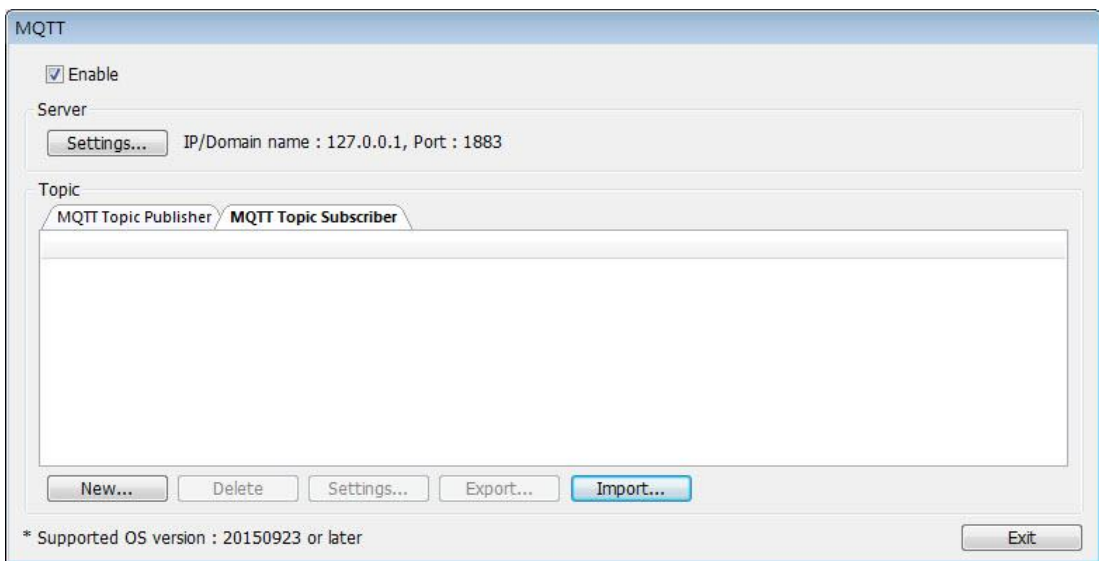 MQTT
Enable
Server
Settings... IP/Domain name : 127.0.0.1, Port : 1883
Topic
MQTT Topic Publisher MQTT Topic Subscriber
New... Delete Settings... Export... Import...
* Supported OS version : 20150923 or later Exit